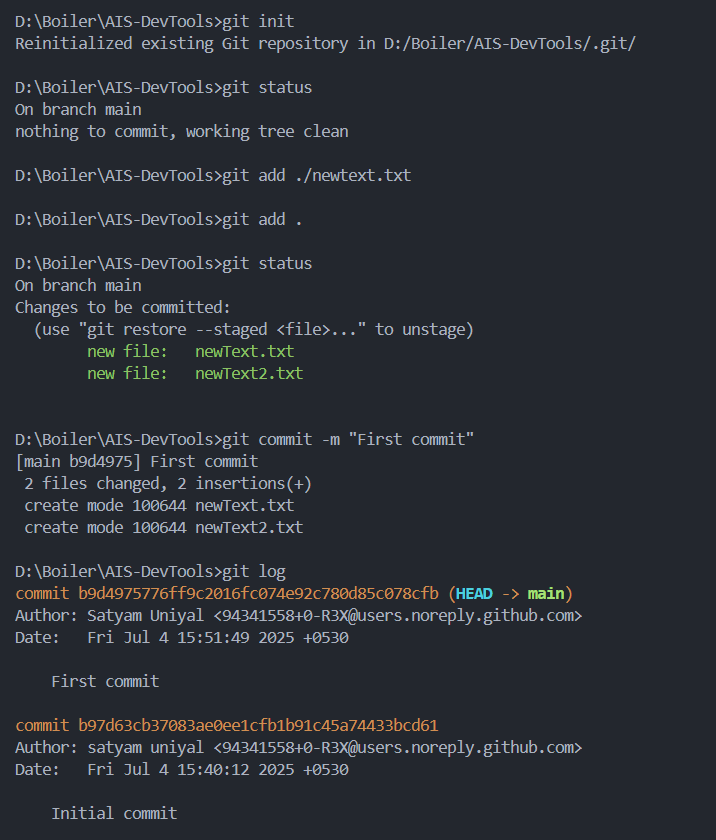 D:\Boiler\AIS-DevTools>git init
Reinitialized existing Git repository in D:/Boiler/AIS-DevTools/.git/
D:\Boiler\AIS-DevTools>git status
On branch main
nothing to commit, working tree clean
D:\Boiler\AIS-DevTools>git add ./newtext.txt
D:\Boiler\AIS-DevTools>git add .
D:\Boiler\AIS-DevTools>git status
On branch main
Changes to be committed:
  (use "git restore --staged <file>..." to unstage)
        new file:   newText.txt
        new file:   newText2.txt
D:\Boiler\AIS-DevTools>git commit -m "First commit"
[main b9d4975] First commit
 2 files changed, 2 insertions(+)
 create mode 100644 newText.txt
 create mode 100644 newText2.txt
D:\Boiler\AIS-DevTools>git log
commit b9d4975776ff9c2016fc074e92c780d85c078cfb (HEAD -> main)
Author: Satyam Uniyal <94341558+0-R3X@users.noreply.github.com>
Date:   Fri Jul 4 15:51:49 2025 +0530
    First commit
commit b97d63cb37083ae0ee1cfb1b91c45a74433bcd61
Author: satyam uniyal <94341558+0-R3X@users.noreply.github.com>
Date:   Fri Jul 4 15:40:12 2025 +0530
    Initial commit